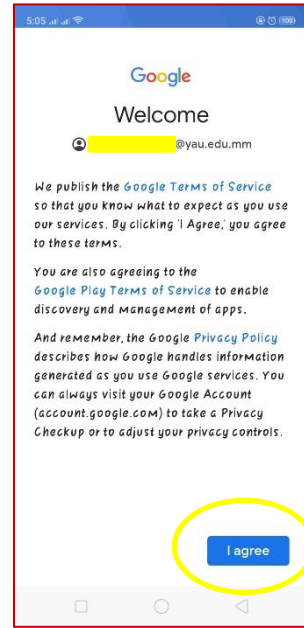 5:05
100
Google
Welcome
@yau.edu.mm
We publish the Google Terms of Service
so that you know what to expect as you use
our services. By clicking 'I Agree,' you agree
to these terms.
You are also agreeing to the
Google Play Terms of Service to enable
discovery and management of apps.
And remember, the Google Privacy Policy
describes how Google handles information
generated as you use Google services. You
can always visit your Google Account
(account.google.com) to take a Privacy
Checkup or to adjust your privacy controls.
I agree